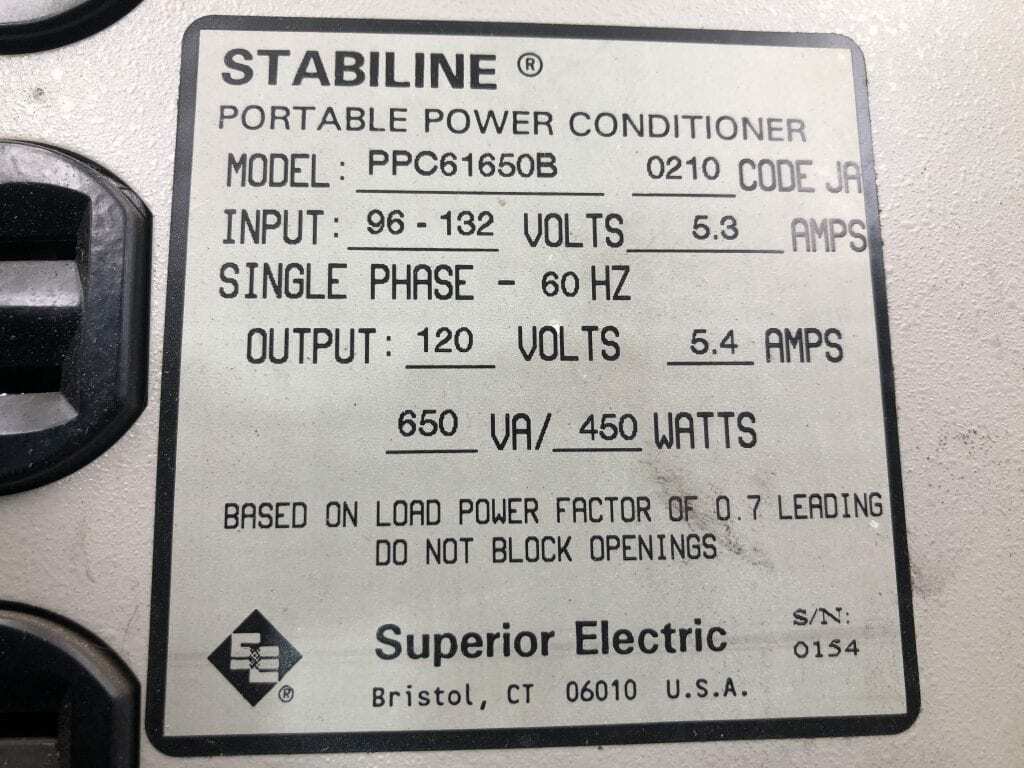 STABILINE ®
PORTABLE POWER CONDITIONER
MODEL: PPC61650B 0210 CODE JA
INPUT: 96 - 132 VOLTS 5.3 AMPS
SINGLE PHASE - 60 HZ
OUTPUT: 120 VOLTS 5.4 AMPS
650 VA/ 450 WATTS
BASED ON LOAD POWER FACTOR OF 0.7 LEADING
DO NOT BLOCK OPENINGS
®
Superior Electric
Bristol, CT 06010 U.S.A.
S/N:
0154